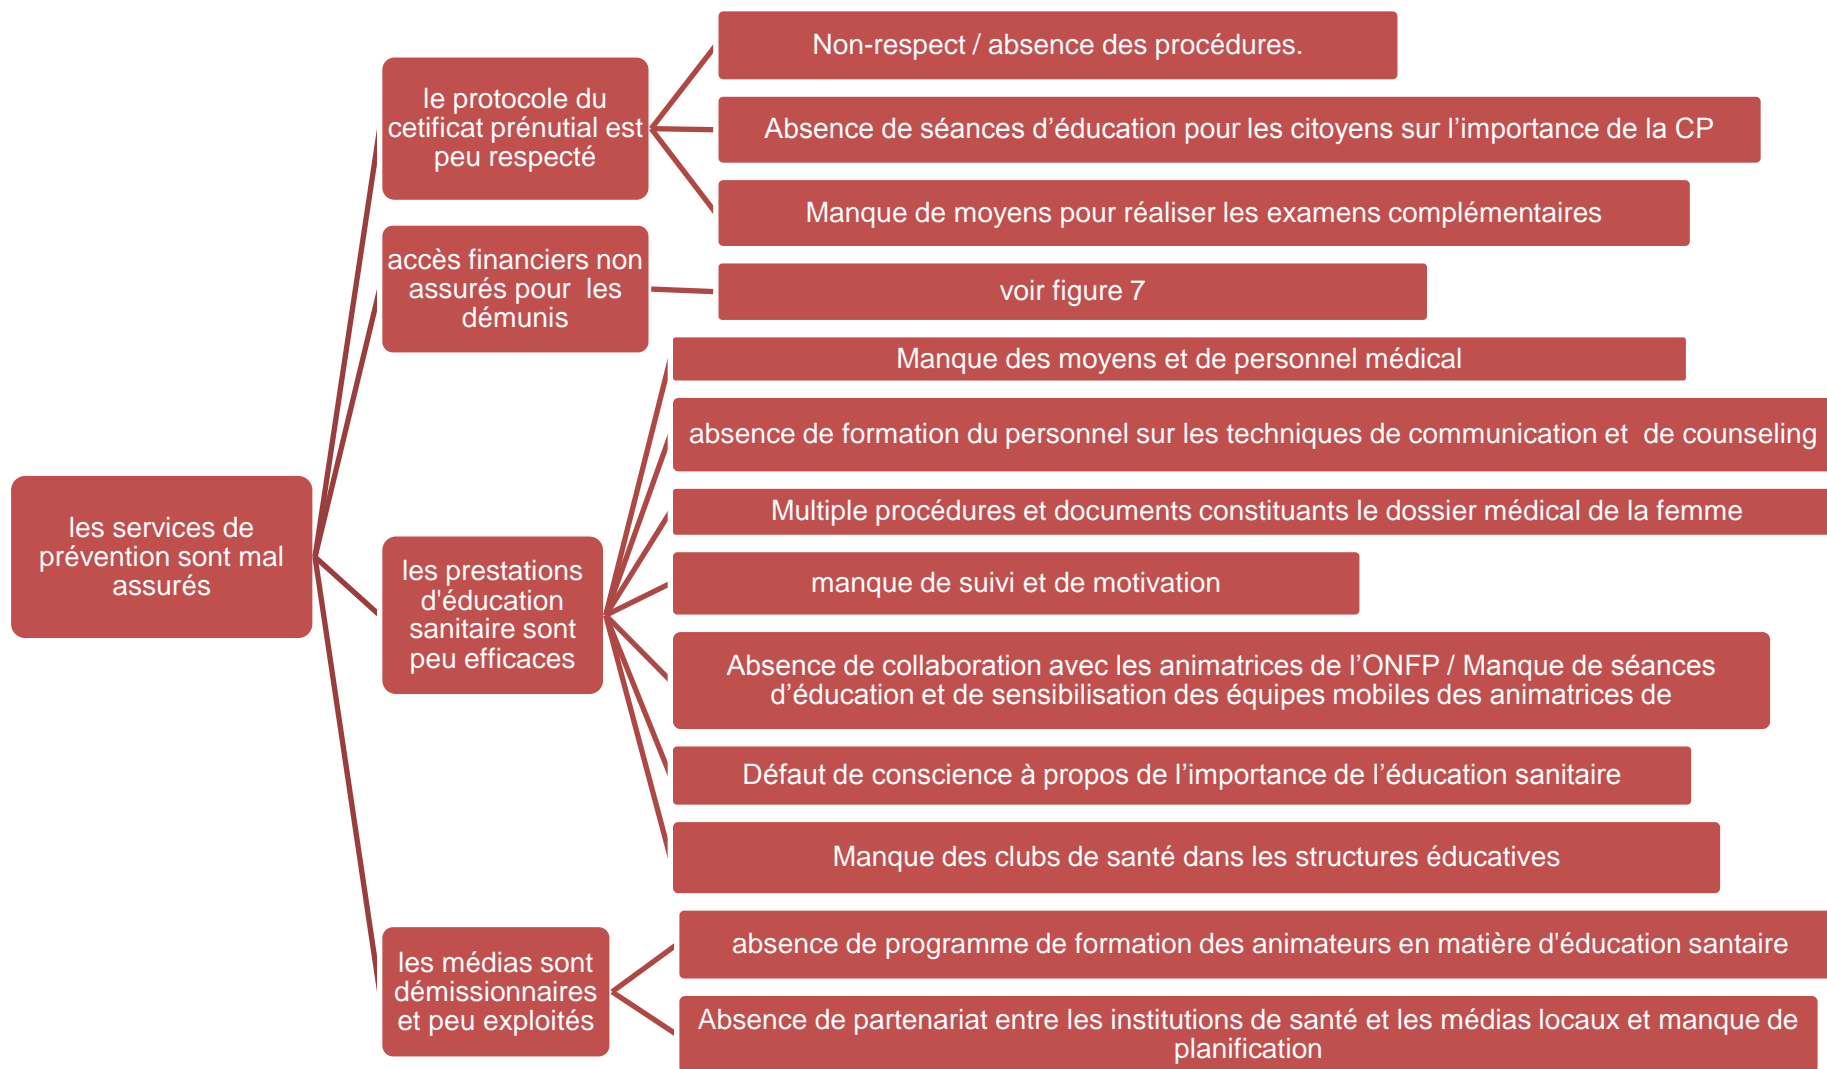 les services de
prévention sont mal
assurés
le protocole du
cetificat prénutial est
peu respecté
Non-respect / absence des procédures.
Absence de séances d’éducation pour les citoyens sur l’importance de la CP
Manque de moyens pour réaliser les examens complémentaires
accès financiers non
assurés pour les
démunis
voir figure 7
les prestations
d'éducation
sanitaire sont
peu efficaces
Manque des moyens et de personnel médical
absence de formation du personnel sur les techniques de communication et de counseling
Multiple procédures et documents constituants le dossier médical de la femme
manque de suivi et de motivation
Absence de collaboration avec les animatrices de l’ONFP / Manque de séances
d’éducation et de sensibilisation des équipes mobiles des animatrices de
Défaut de conscience à propos de l’importance de l’éducation sanitaire
Manque des clubs de santé dans les structures éducatives
les médias sont
démissionnaires
et peu exploités
absence de programme de formation des animateurs en matière d'éducation santaire
Absence de partenariat entre les institutions de santé et les médias locaux et manque de
planification